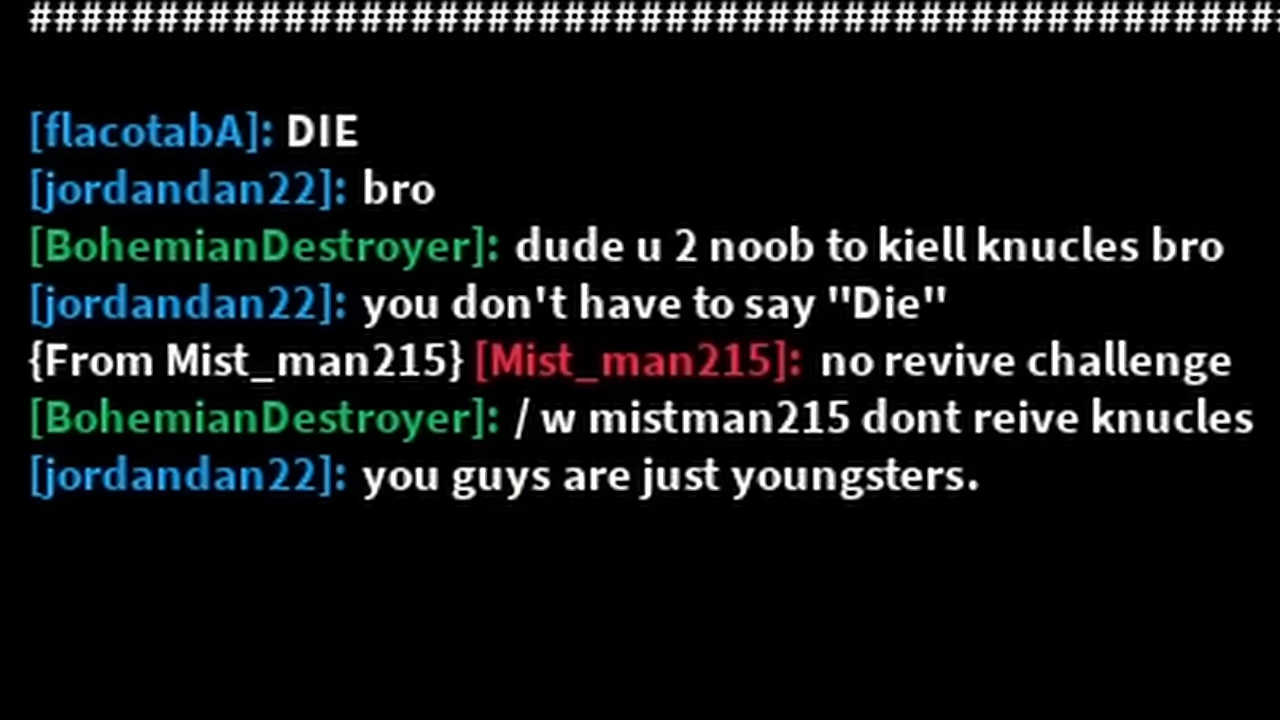 ##########################################################
[flacotabA]: DIE
[jordandan22]: bro
[BohemianDestroyer]: dude u 2 noob to kiell knucles bro
[jordandan22]: you don't have to say "Die"
{From Mist_man215} [Mist_man215]: no revive challenge
[BohemianDestroyer]: / w mistman215 dont reive knucles
[jordandan22]: you guys are just youngsters.